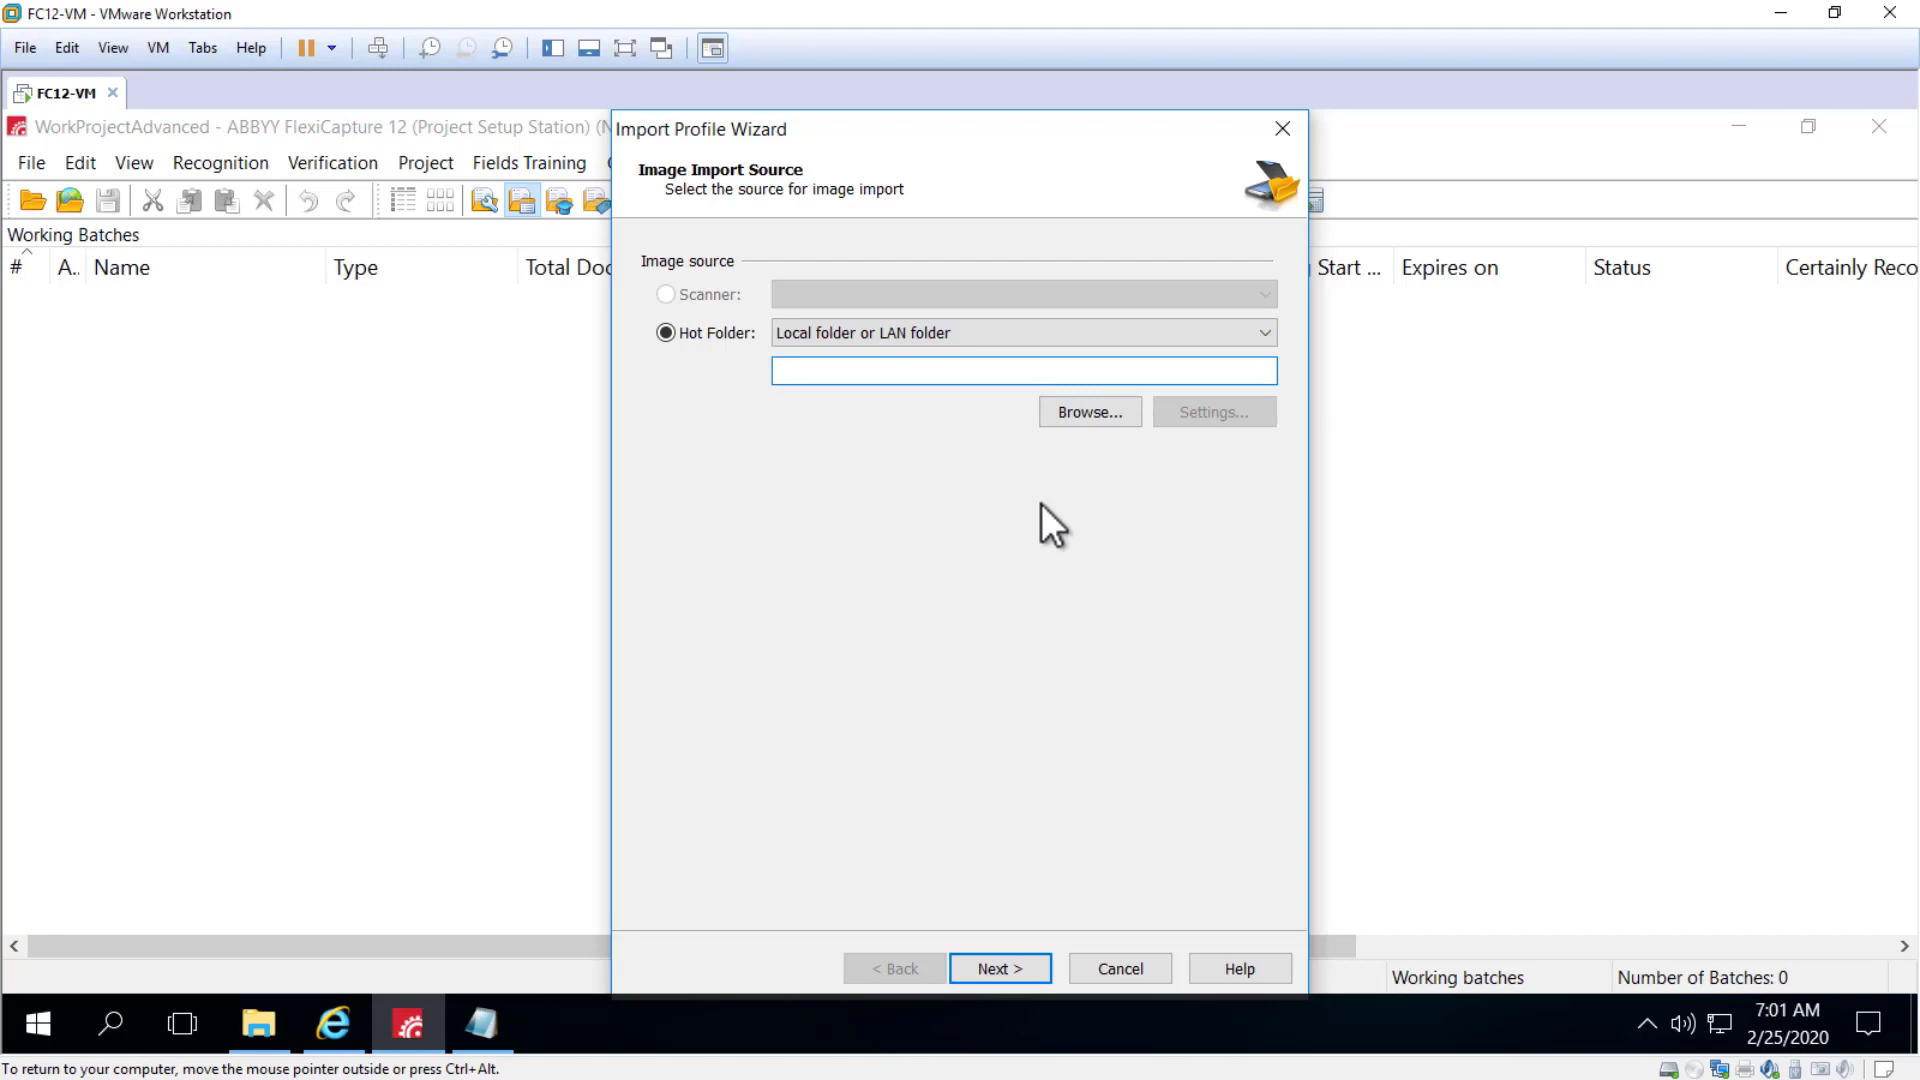 FC12-VM - VMware Workstation
File Edit View VM Tabs Help
FC12-VM
WorkProjectAdvanced - ABBYY FlexiCapture 12 (Project Setup Station) (N
Import Profile Wizard
File Edit View Recognition Verification Project Fields Training
Image Import Source
Select the source for image import
Working Batches
# A.. Name Type Total Doc Start ... Expires on Status Certainly Reco
Image source
Scanner:
Hot Folder: Local folder or LAN folder
Browse... Settings...
< Back Next > Cancel Help
Working batches Number of Batches: 0
7:01 AM
2/25/2020
To return to your computer, move the mouse pointer outside or press Ctrl+Alt.